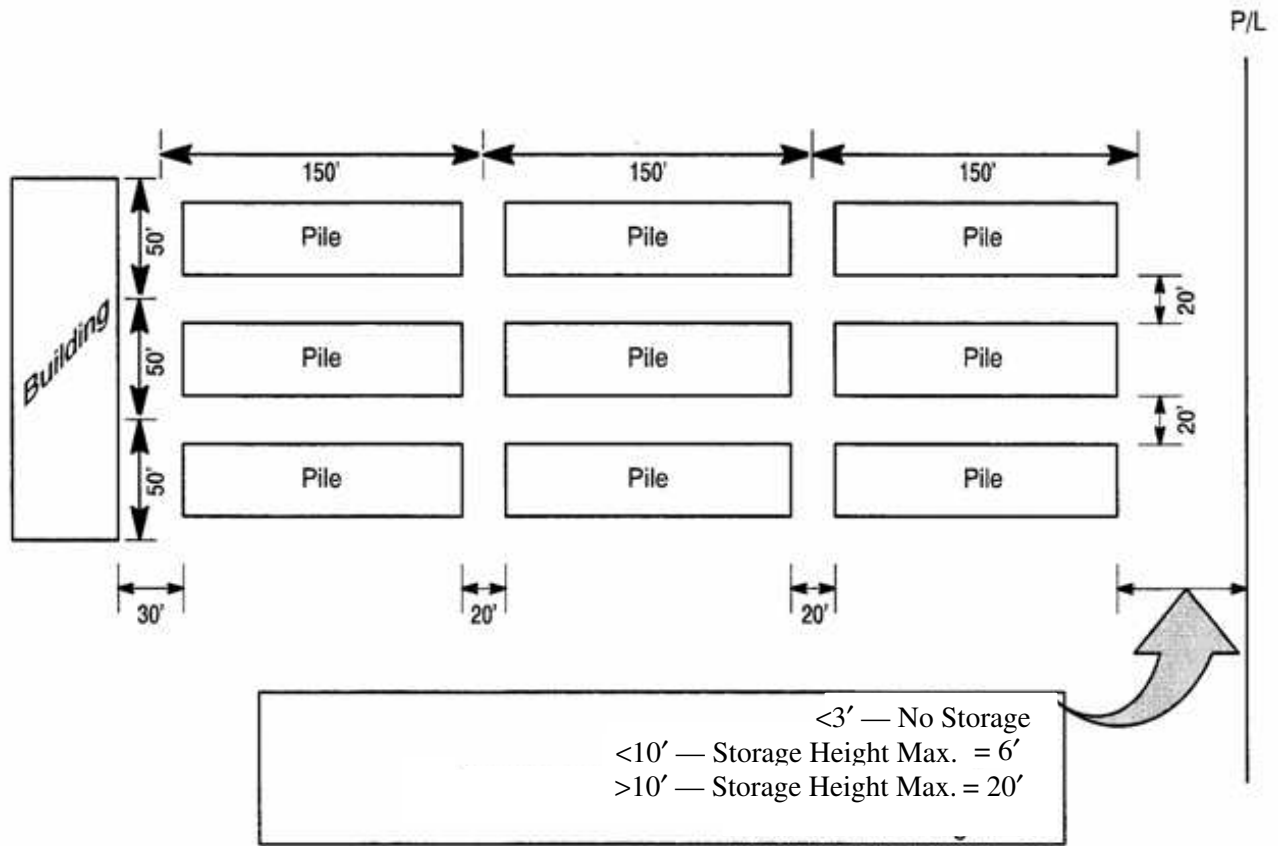 P/L
150' 150' 150'
Building
50'
Pile Pile Pile
20'
50'
Pile Pile Pile
20'
50'
Pile Pile Pile
30' 20' 20'
<3′ — No Storage
<10′ — Storage Height Max. = 6′
>10′ — Storage Height Max. = 20′